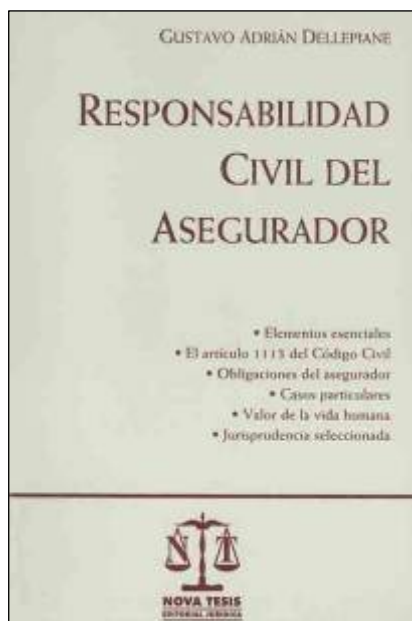 GUSTAVO ADRIÁN DELLEPIANE
RESPONSABILIDAD
CIVIL DEL
ASEGURADOR
• Elementos esenciales
• El artículo 1113 del Código Civil
• Obligaciones del asegurador
• Casos particulares
• Valor de la vida humana
• Jurisprudencia seleccionada
N T
NOVA TESIS
EDITORIAL JURÍDICA